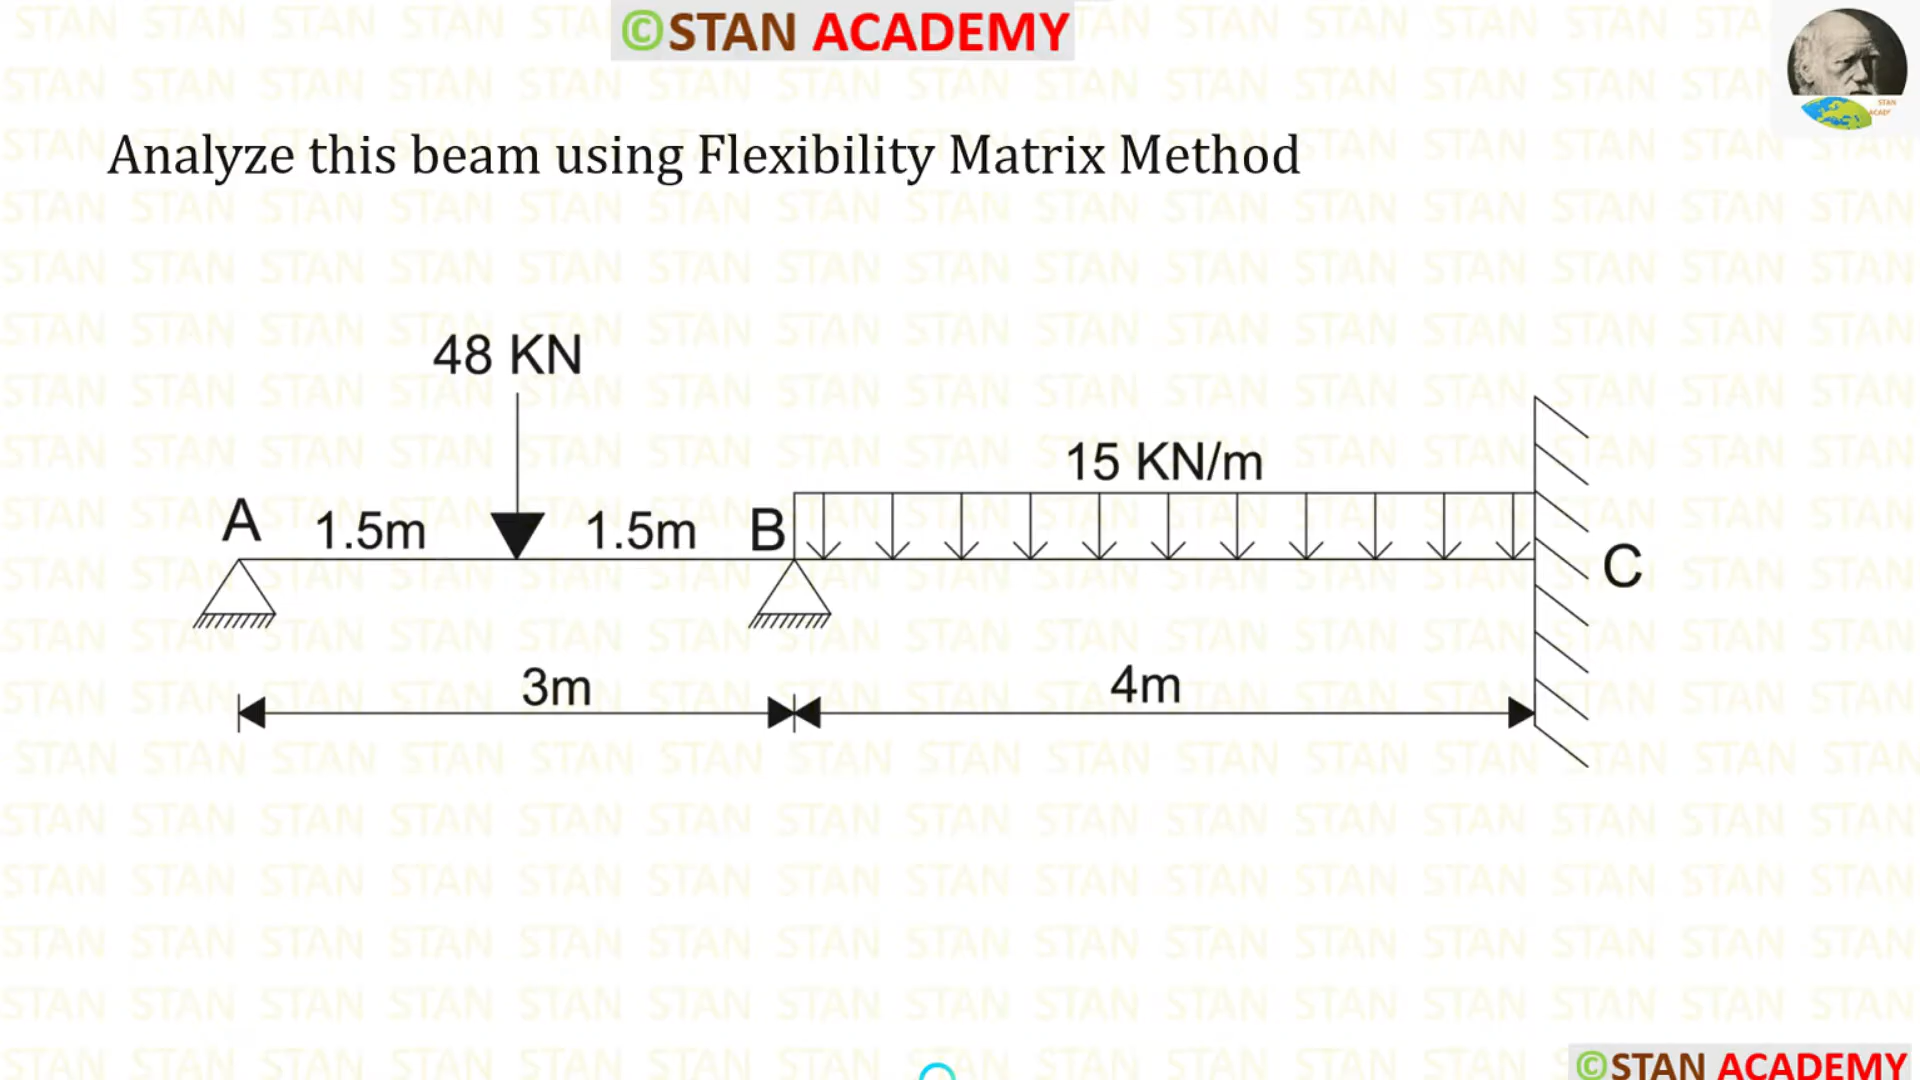 ©STAN ACADEMY
Analyze this beam using Flexibility Matrix Method
48 KN
15 KN/m
A 1.5m 1.5m B
C
3m 4m
©STAN ACADEMY